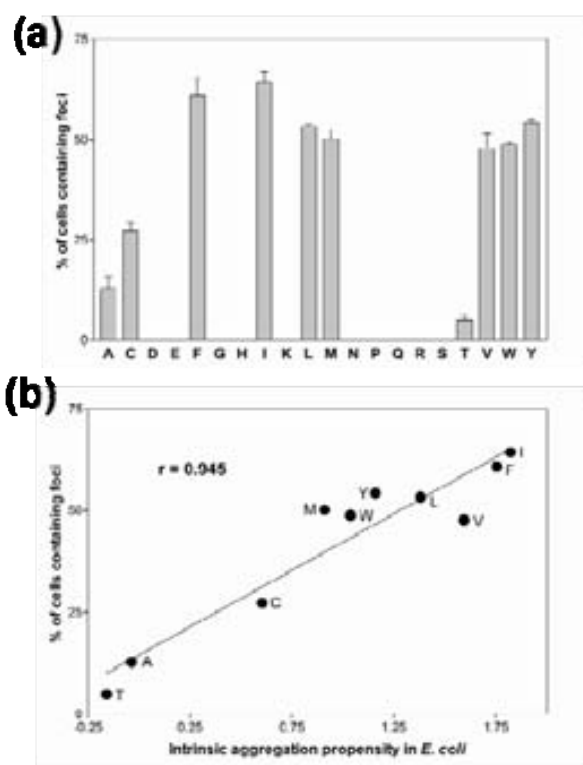 (a)
% of cells containing foci
75
50
25
0
A C D E F G H I K L M N P Q R S T V W Y
(b)
% of cells containing foci
75
50
25
0
r = 0.945
I
F
Y
L
M
W
V
C
A
T
-0.25 0.25 0.75 1.25 1.75
Intrinsic aggregation propensity in E. coli